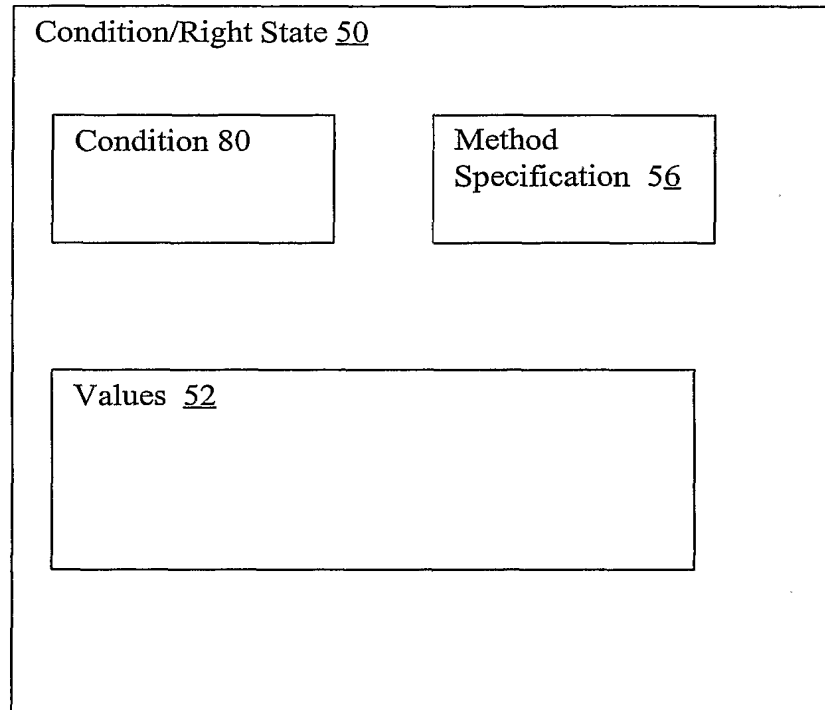 Condition/Right State 50
Condition 80
Method
Specification 56
Values 52